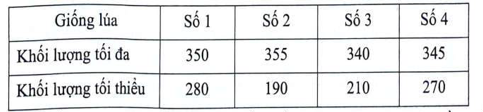 Giống lúa Số 1 Số 2 Số 3 Số 4
Khối lượng tối đa 350 355 340 345
Khối lượng tối thiều 280 190 210 270